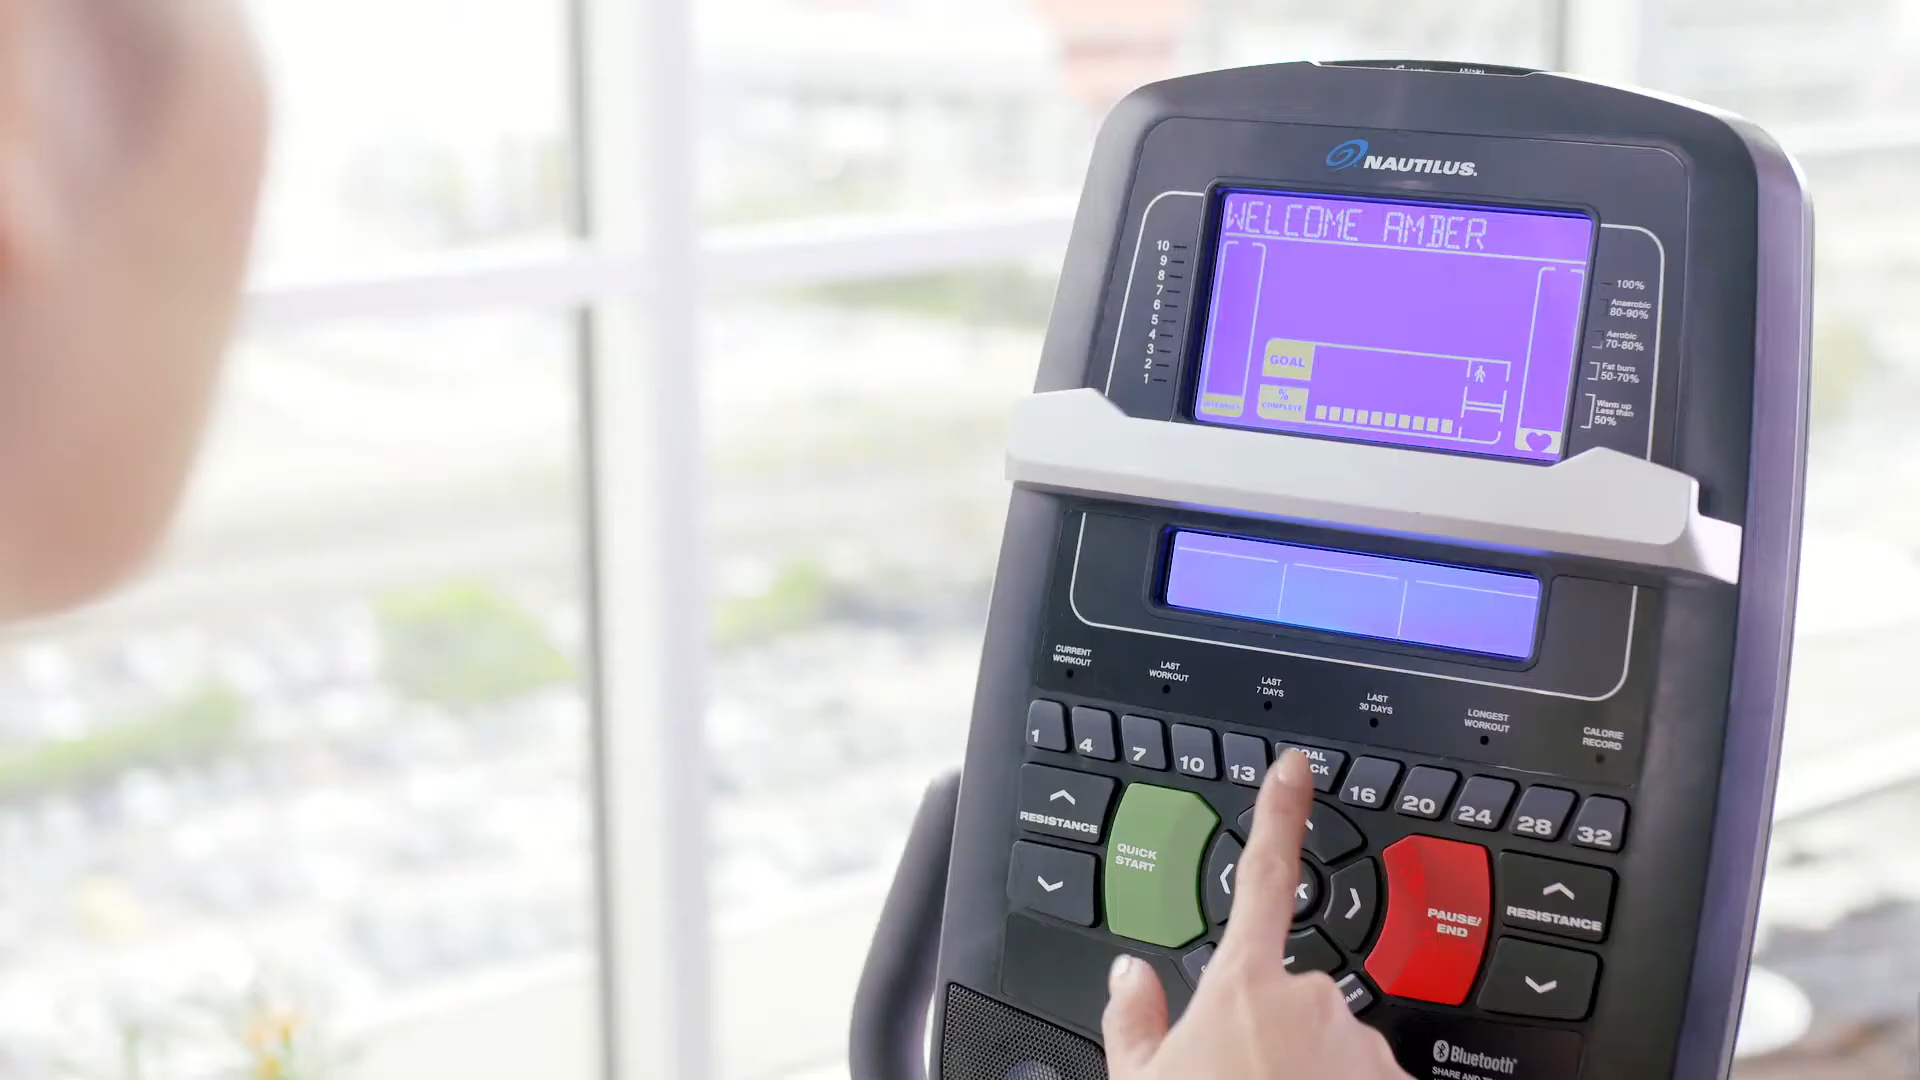 NAUTILUS.
WELCOME AMBER
10
9
8
7
6
5
4
3
2
1
100%
Anaerobic
80-90%
Aerobic
70-80%
Fat burn
50-70%
Warm up
Less than
50%
GOAL
%
COMPLETE
INTENSITY
CURRENT
WORKOUT
LAST
WORKOUT
LAST
7 DAYS
LAST
30 DAYS
LONGEST
WORKOUT
CALORIE
RECORD
1
4
7
10
13
16
20
24
28
32
RESISTANCE
QUICK
START
PAUSE/
END
RESISTANCE
Bluetooth
SHARE AND